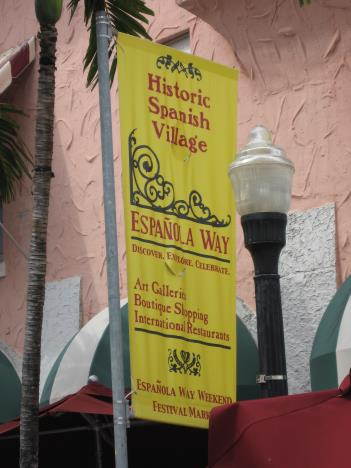 Historic
Spanish
Village
ESPAÑOLA WAY
DISCOVER. EXPLORE. CELEBRATE.
Art Galleries
Boutique Shopping
International Restaurants
ESPAÑOLA WAY WEEKEND
FESTIVAL MARKET